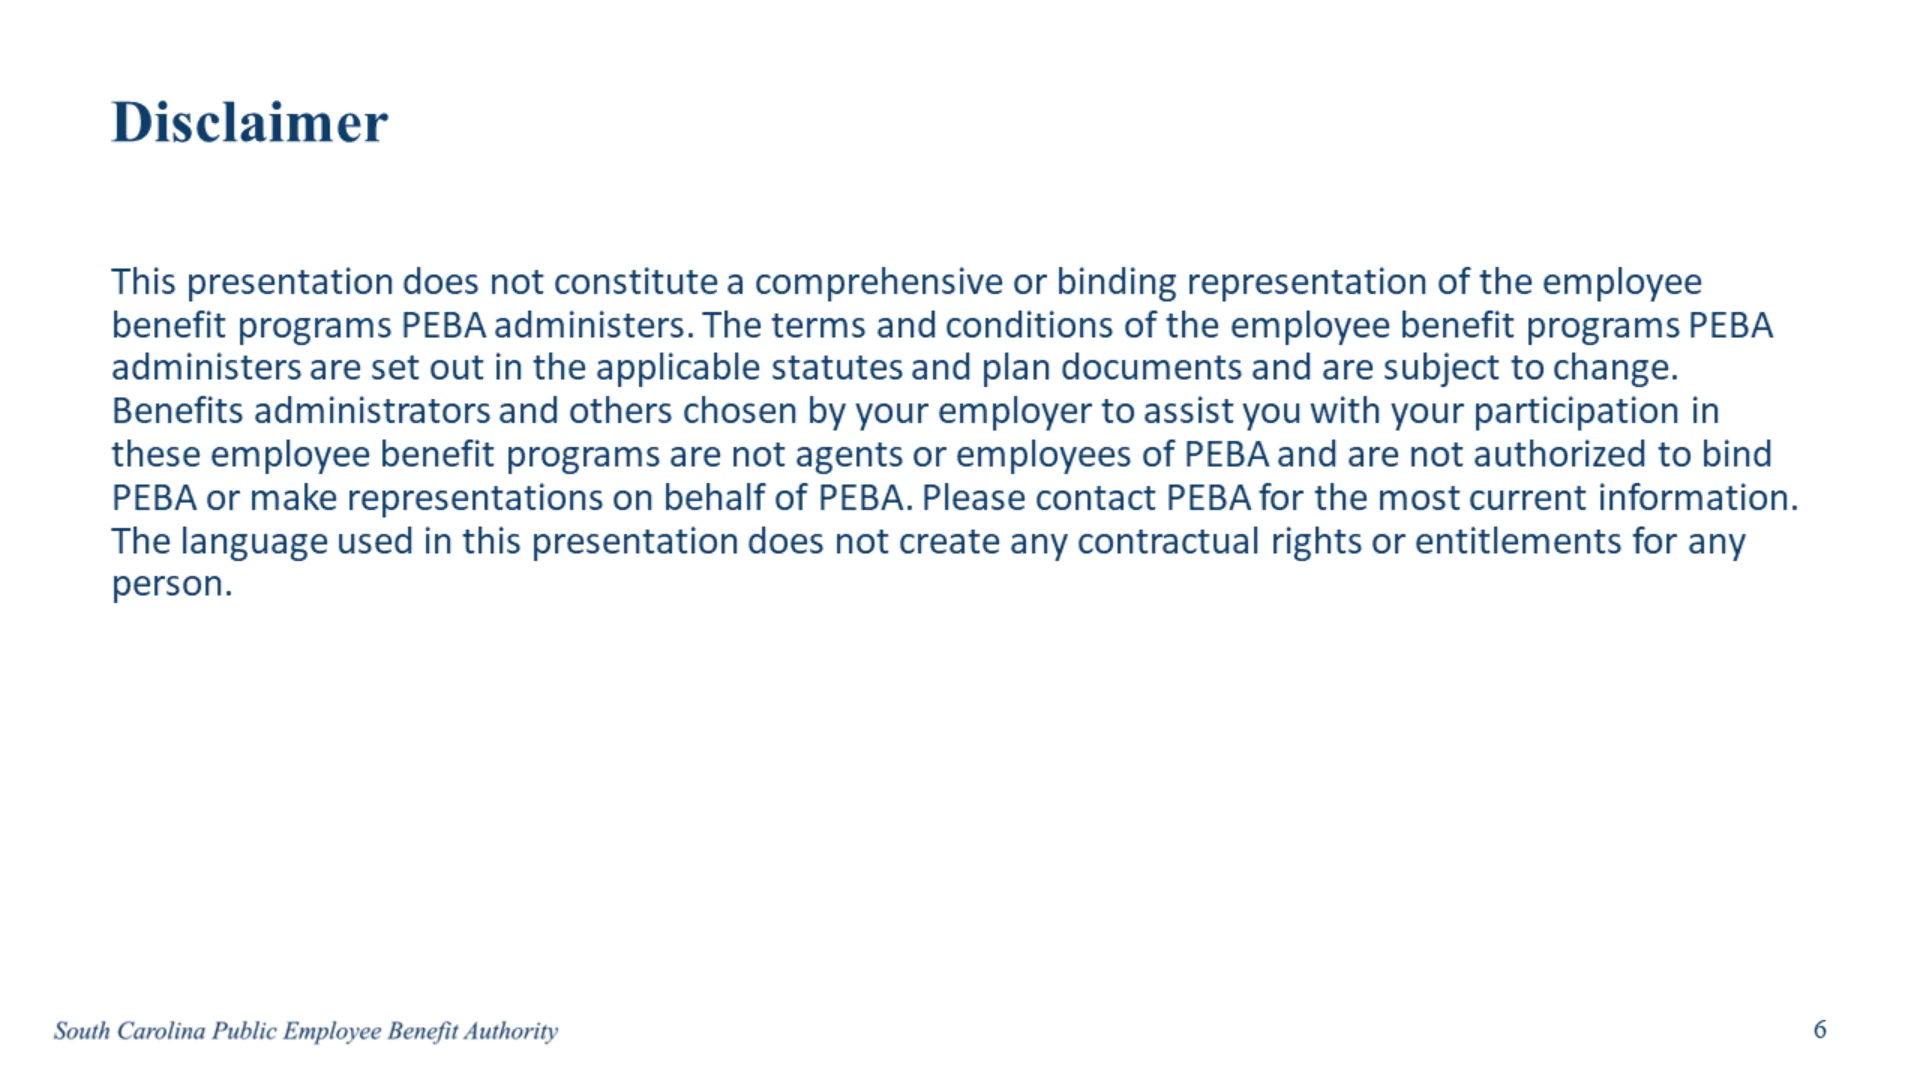 Disclaimer
This presentation does not constitute a comprehensive or binding representation of the employee
benefit programs PEBA administers. The terms and conditions of the employee benefit programs PEBA
administers are set out in the applicable statutes and plan documents and are subject to change.
Benefits administrators and others chosen by your employer to assist you with your participation in
these employee benefit programs are not agents or employees of PEBA and are not authorized to bind
PEBA or make representations on behalf of PEBA. Please contact PEBA for the most current information.
The language used in this presentation does not create any contractual rights or entitlements for any
person.
South Carolina Public Employee Benefit Authority
6